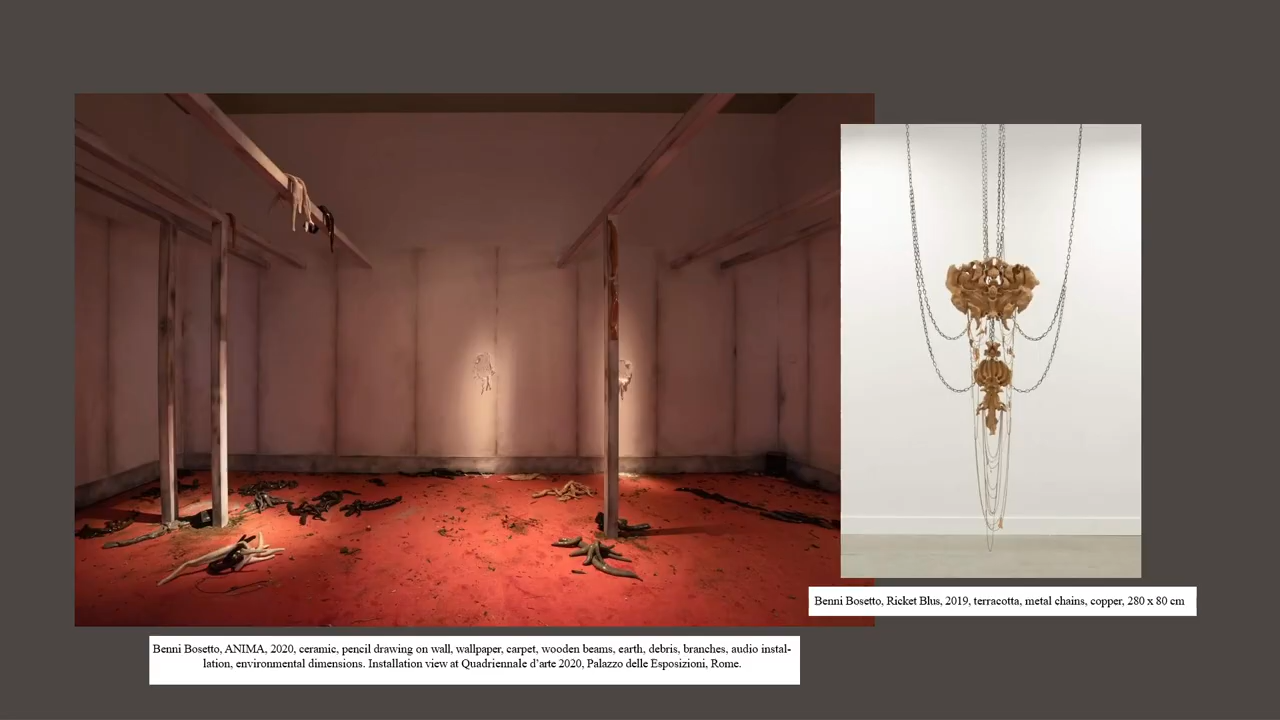 Benni Bosetto, Ricket Blus, 2019, terracotta, metal chains, copper, 280 x 80 cm
Benni Bosetto, ANIMA, 2020, ceramic, pencil drawing on wall, wallpaper, carpet, wooden beams, earth, debris, branches, audio instal-
lation, environmental dimensions. Installation view at Quadriennale d'arte 2020, Palazzo delle Esposizioni, Rome.